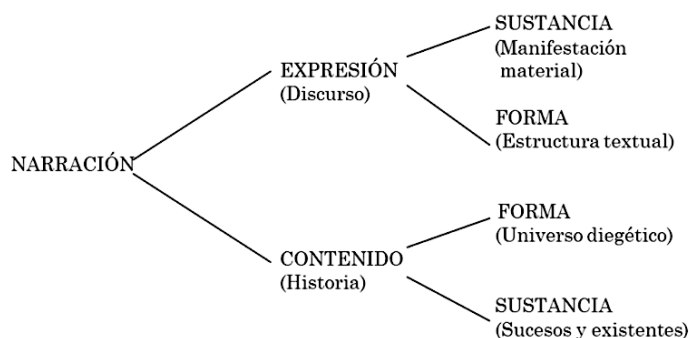 SUSTANCIA
(Manifestación
material)
EXPRESIÓN
(Discurso)
FORMA
(Estructura textual)
NARRACIÓN
FORMA
(Universo diegético)
CONTENIDO
(Historia)
SUSTANCIA
(Sucesos y existentes)